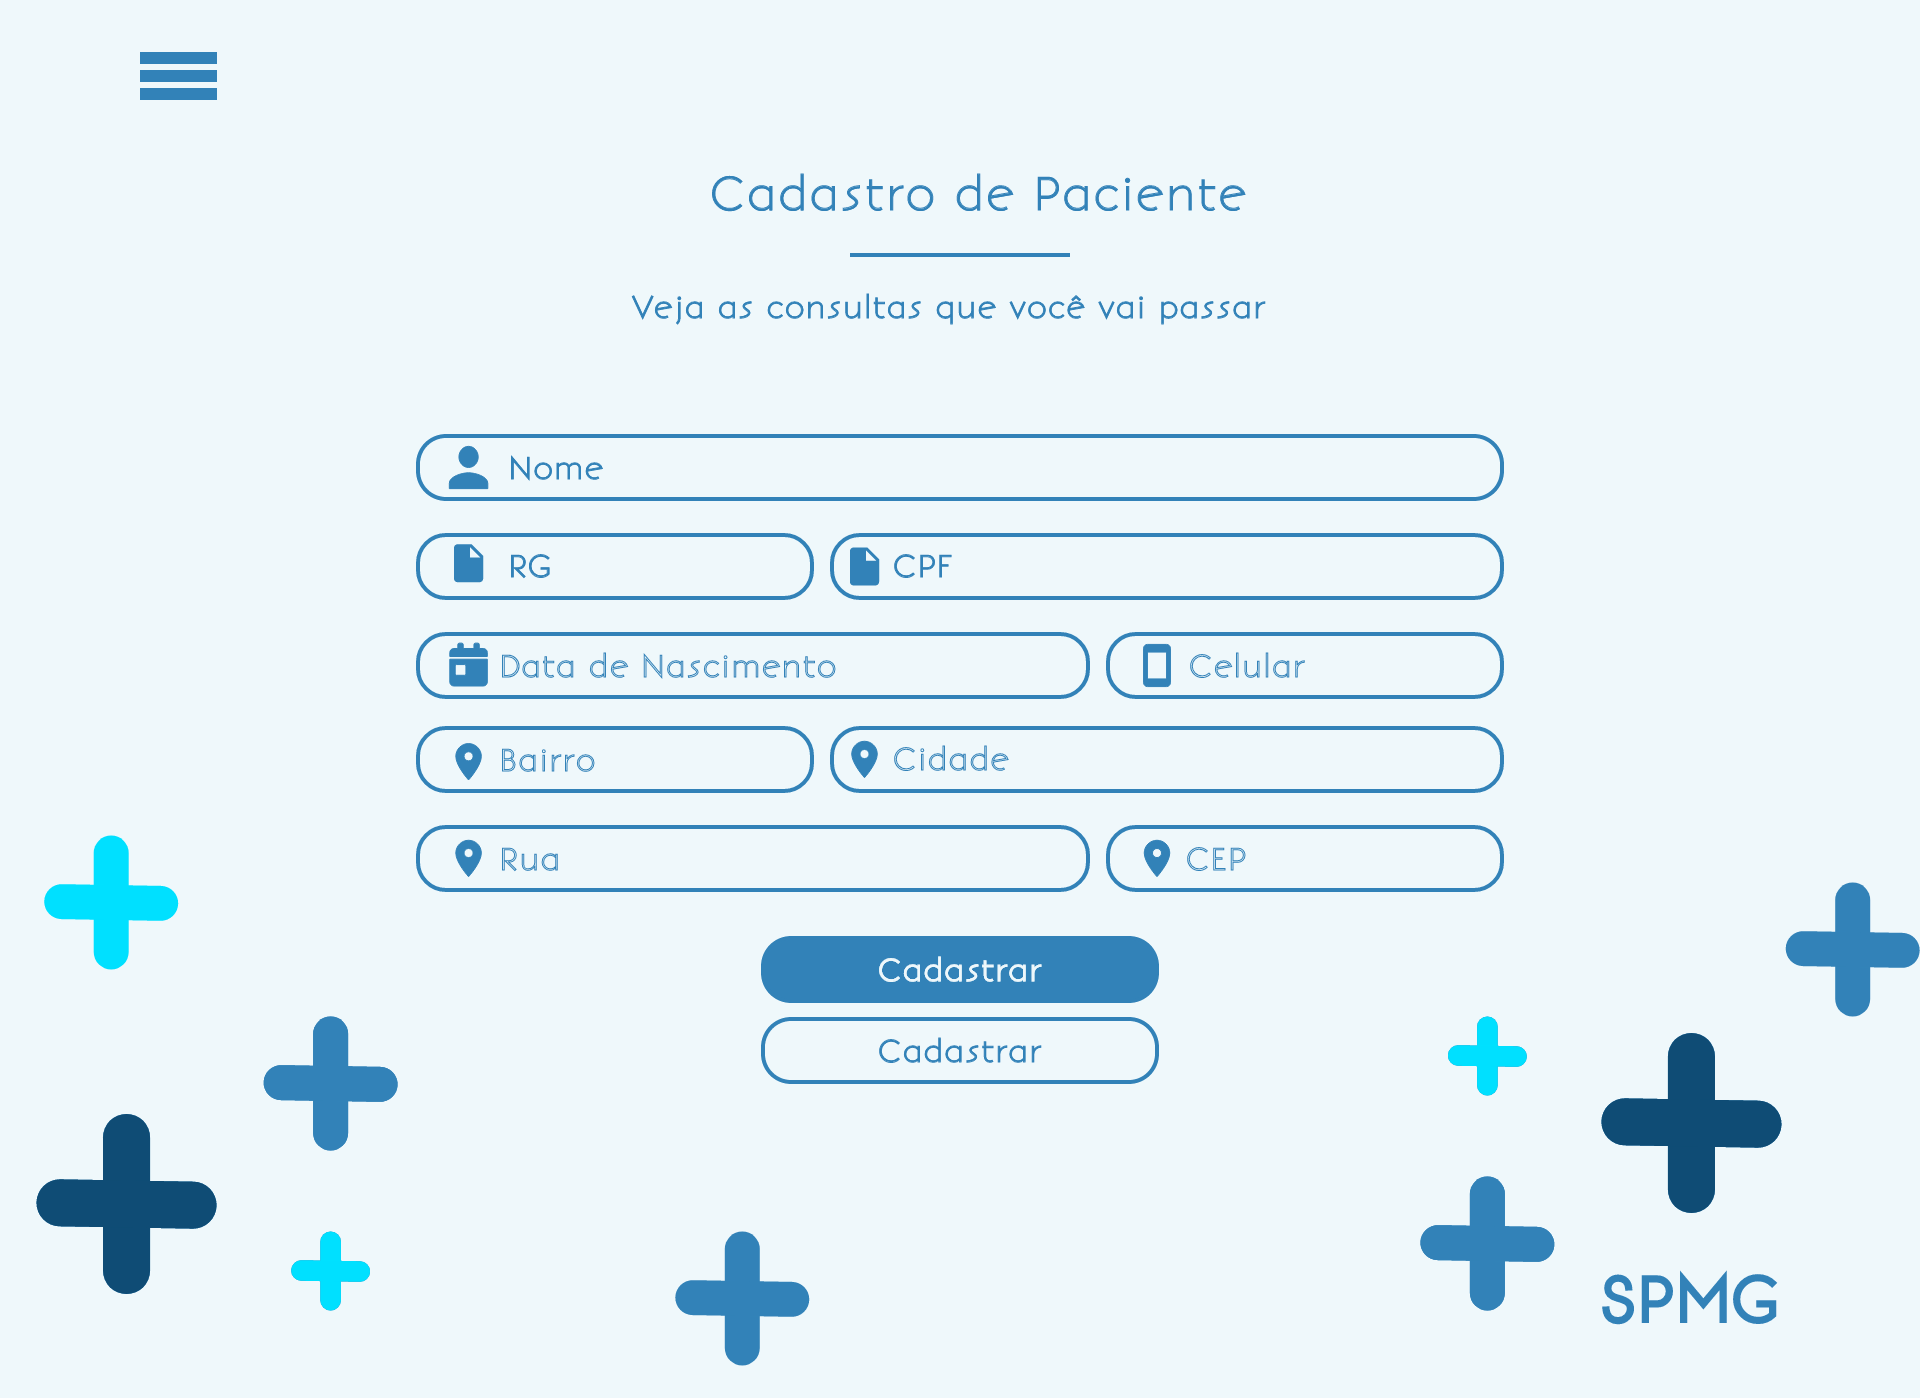 Cadastro de Paciente
Veja as consultas que você vai passar
Nome
RG
CPF
Data de Nascimento
Celular
Bairro
Cidade
Rua
CEP
Cadastrar
Cadastrar
SPMG